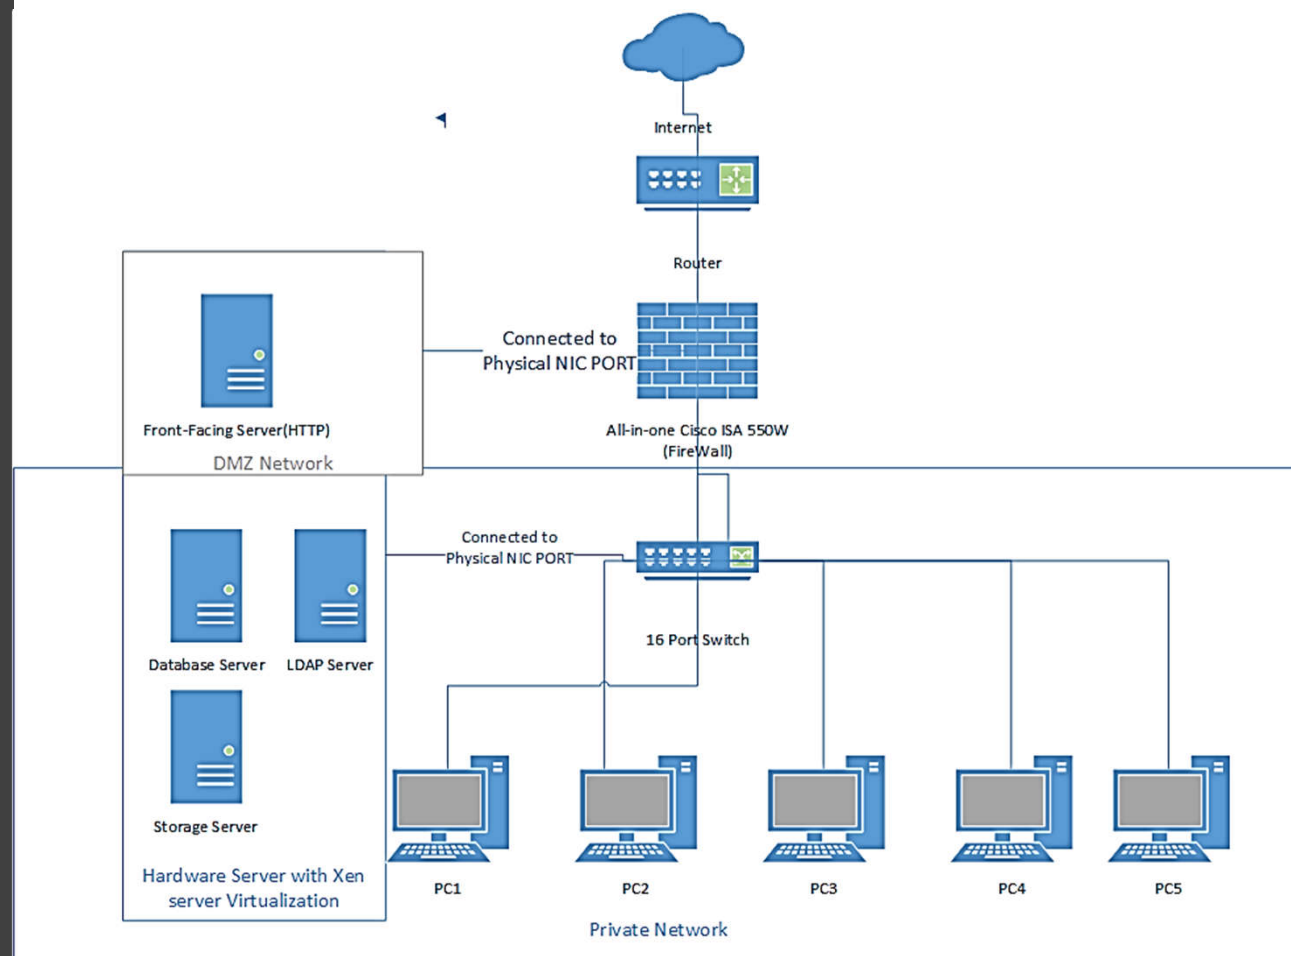 Internet
Router
Connected to
Physical NIC PORT
Front-Facing Server(HTTP)
DMZ Network
All-in-one Cisco ISA 550W
(FireWall)
Connected to
Physical NIC PORT
16 Port Switch
Database Server
LDAP Server
Storage Server
Hardware Server with Xen
server Virtualization
PC1
PC2
PC3
PC4
PC5
Private Network